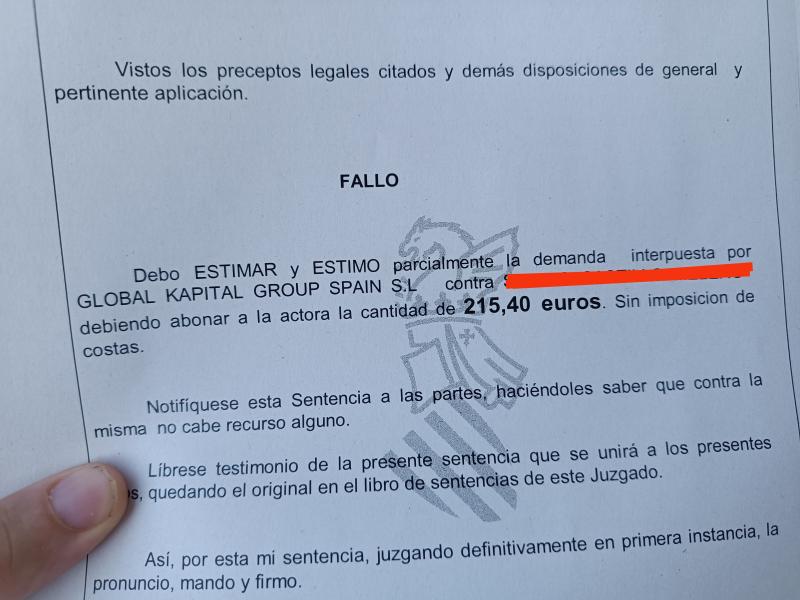 Vistos los preceptos legales citados y demás disposiciones de general y
pertinente aplicación.
FALLO
Debo ESTIMAR y ESTIMO parcialmente la demanda interpuesta por
GLOBAL KAPITAL GROUP SPAIN S.L contra
debiendo abonar a la actora la cantidad de 215,40 euros. Sin imposicion de
costas.
Notifíquese esta Sentencia a las partes, haciéndoles saber que contra la
misma no cabe recurso alguno.
Líbrese testimonio de la presente sentencia que se unirá a los presentes
quedando el original en el libro de sentencias de este Juzgado.
Así, por esta mi sentencia, juzgando definitivamente en primera instancia, la
pronuncio, mando y firmo.